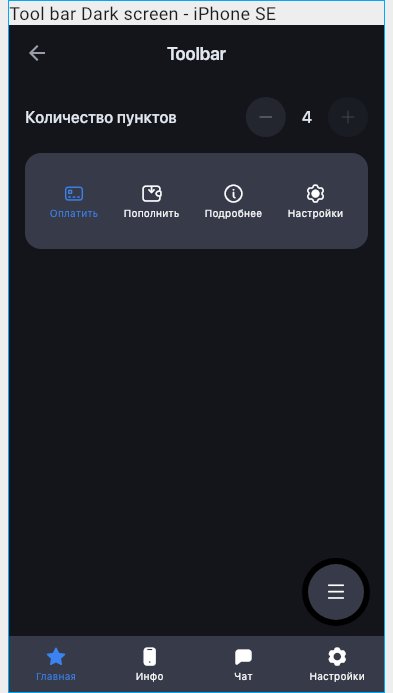 Tool bar Dark screen - iPhone SE
Toolbar
Количество пунктов 4
Оплатить Пополнить Подробнее Настройки
Главная Инфо Чат Настройки